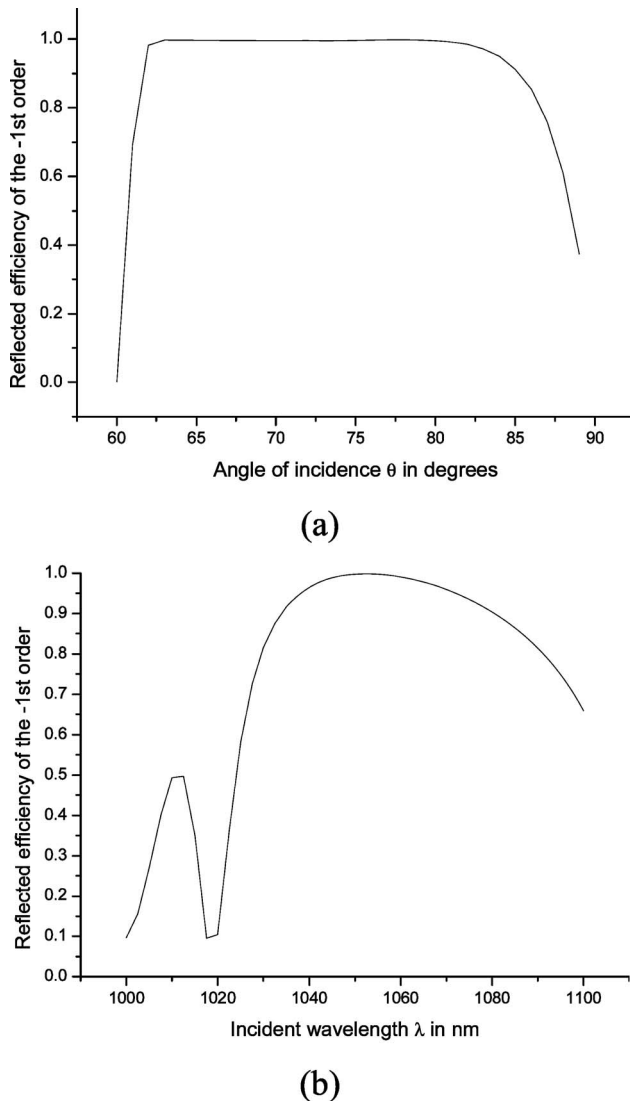 1.0
0.8
0.6
0.4
0.2
0.0
Reflected efficiency of the -1st order
60 65 70 75 80 85 90
Angle of incidence θ in degrees
(a)
1.0
0.9
0.8
0.7
0.6
0.5
0.4
0.3
0.2
0.1
0.0
Reflected efficiency of the -1st order
1000 1020 1040 1060 1080 1100
Incident wavelength λ in nm
(b)